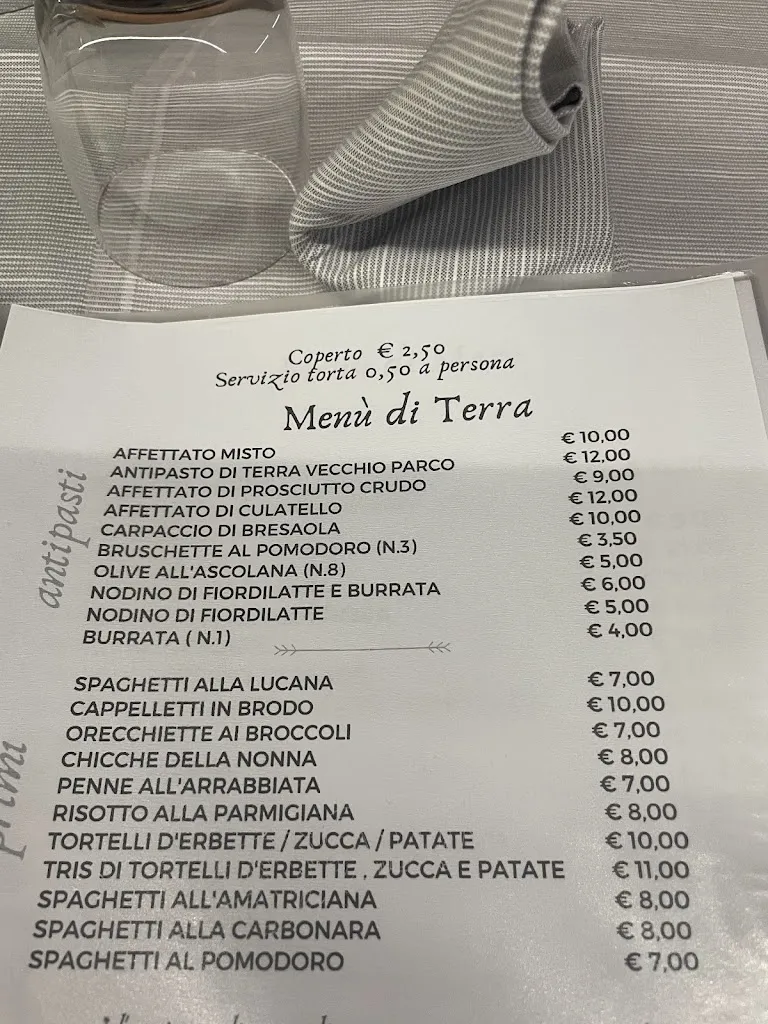 Coperto € 2,50
Servizio torta 0,50 a persona
Menù di Terra
antipasti
AFFETTATO MISTO € 10,00
ANTIPASTO DI TERRA VECCHIO PARCO € 12,00
AFFETTATO DI PROSCIUTTO CRUDO € 9,00
AFFETTATO DI CULATELLO € 12,00
CARPACCIO DI BRESAOLA € 10,00
BRUSCHETTE AL POMODORO (N.3) € 3,50
OLIVE ALL'ASCOLANA (N.8) € 5,00
NODINO DI FIORDILATTE E BURRATA € 6,00
NODINO DI FIORDILATTE € 5,00
BURRATA ( N.1) € 4,00
primi
SPAGHETTI ALLA LUCANA € 7,00
CAPPELLETTI IN BRODO € 10,00
ORECCHIETTE AI BROCCOLI € 7,00
CHICCHE DELLA NONNA € 8,00
PENNE ALL'ARRABBIATA € 7,00
RISOTTO ALLA PARMIGIANA € 8,00
TORTELLI D'ERBETTE / ZUCCA / PATATE € 10,00
TRIS DI TORTELLI D'ERBETTE , ZUCCA E PATATE € 11,00
SPAGHETTI ALL'AMATRICIANA € 8,00
SPAGHETTI ALLA CARBONARA € 8,00
SPAGHETTI AL POMODORO € 7,00